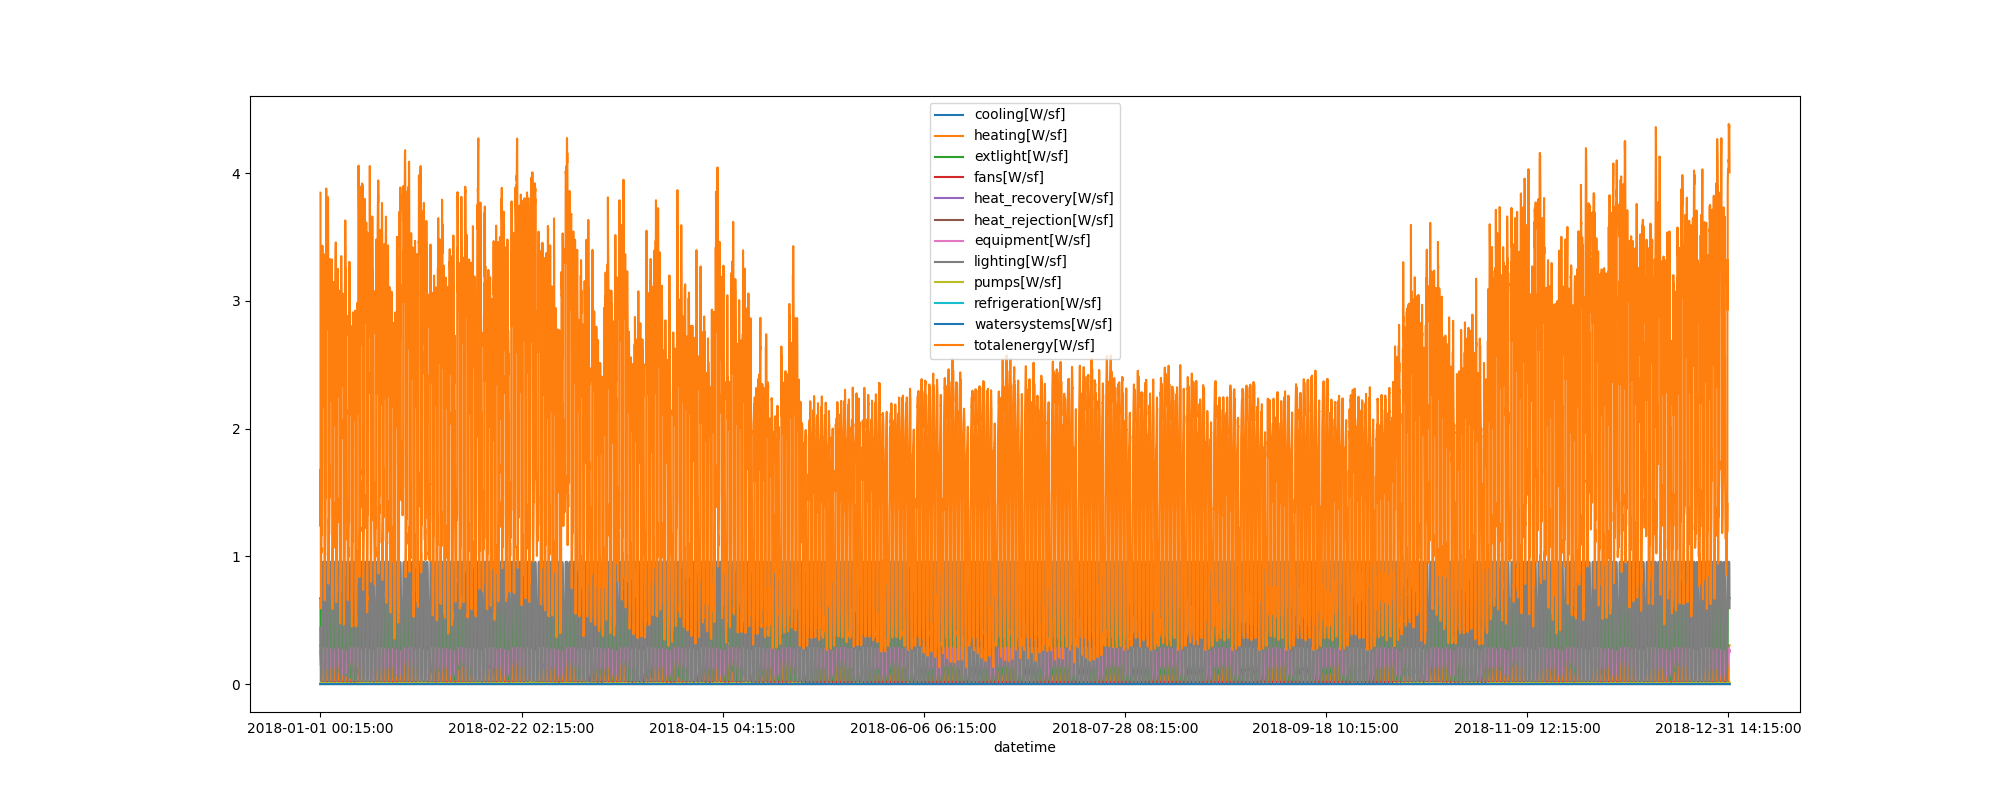 cooling[W/sf]
heating[W/sf]
extlight[W/sf]
fans[W/sf]
heat_recovery[W/sf]
heat_rejection[W/sf]
equipment[W/sf]
lighting[W/sf]
pumps[W/sf]
refrigeration[W/sf]
watersystems[W/sf]
totalenergy[W/sf]
4
3
2
1
0
2018-01-01 00:15:00 2018-02-22 02:15:00 2018-04-15 04:15:00 2018-06-06 06:15:00 2018-07-28 08:15:00 2018-09-18 10:15:00 2018-11-09 12:15:00 2018-12-31 14:15:00
datetime